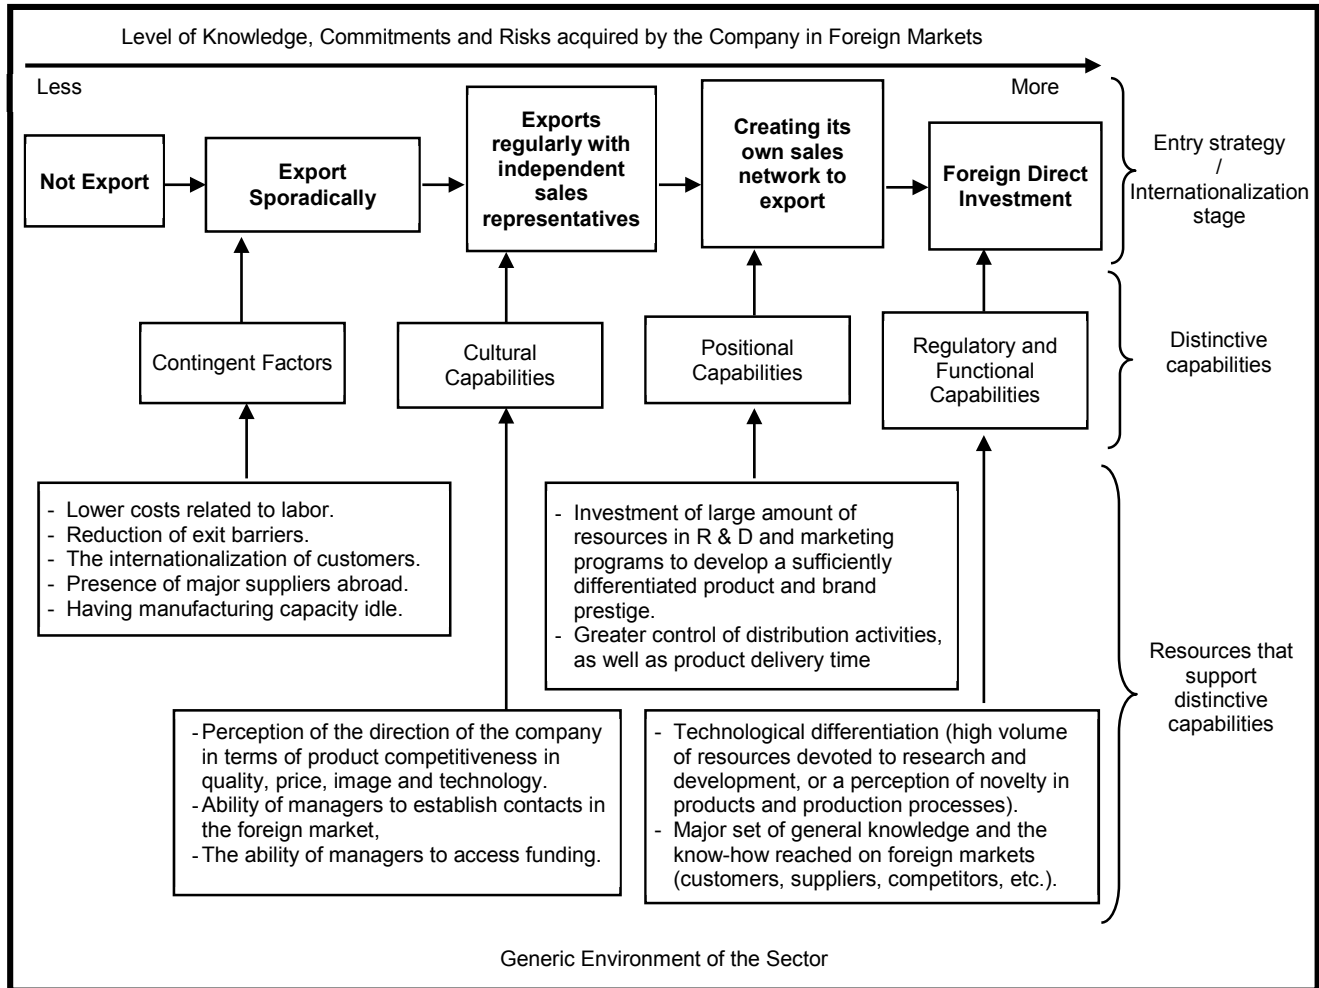 Level of Knowledge, Commitments and Risks acquired by the Company in Foreign Markets
Less
More
Not Export
Export
Sporadically
Exports
regularly with
independent
sales
representatives
Creating its
own sales
network to
export
Foreign Direct
Investment
Entry strategy
/
Internationalization
stage
Contingent Factors
Cultural
Capabilities
Positional
Capabilities
Regulatory and
Functional
Capabilities
Distinctive
capabilities
- Lower costs related to labor.
- Reduction of exit barriers.
- The internationalization of customers.
- Presence of major suppliers abroad.
- Having manufacturing capacity idle.
- Investment of large amount of
resources in R & D and marketing
programs to develop a sufficiently
differentiated product and brand
prestige.
- Greater control of distribution activities,
as well as product delivery time
- Perception of the direction of the company
in terms of product competitiveness in
quality, price, image and technology.
- Ability of managers to establish contacts in
the foreign market,
- The ability of managers to access funding.
- Technological differentiation (high volume
of resources devoted to research and
development, or a perception of novelty in
products and production processes).
- Major set of general knowledge and the
know-how reached on foreign markets
(customers, suppliers, competitors, etc.).
Resources that
support
distinctive
capabilities
Generic Environment of the Sector